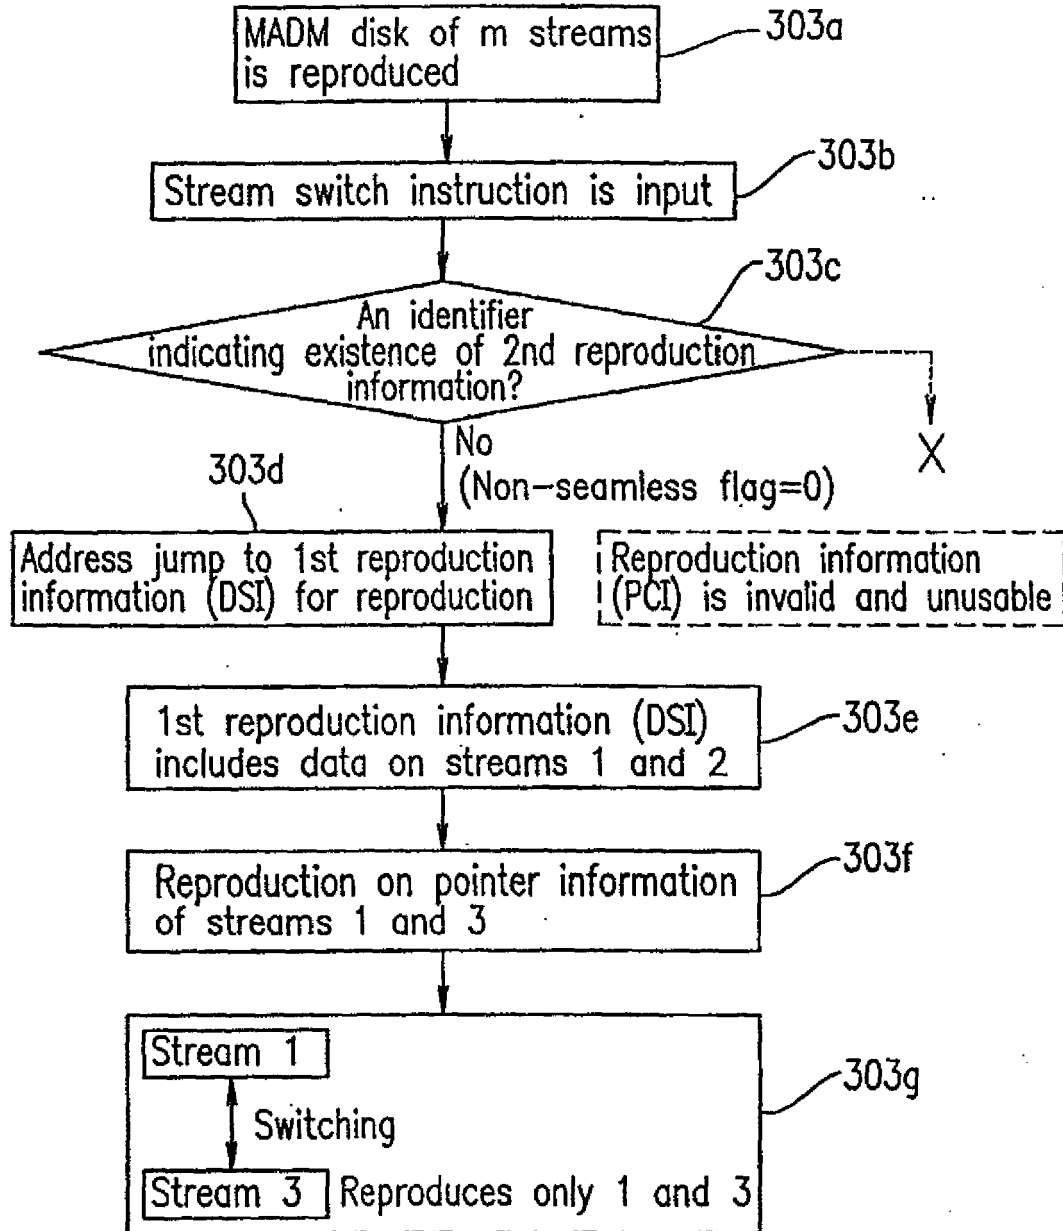 MADM disk of m streams
is reproduced
303a
Stream switch instruction is input
303b
303c
An identifier
indicating existence of 2nd reproduction
information?
No
(Non-seamless flag=0)
X
303d
Address jump to 1st reproduction
information (DSI) for reproduction
Reproduction information
(PCI) is invalid and unusable
1st reproduction information (DSI)
includes data on streams 1 and 2
303e
Reproduction on pointer information
of streams 1 and 3
303f
Stream 1
Switching
Stream 3 Reproduces only 1 and 3
303g